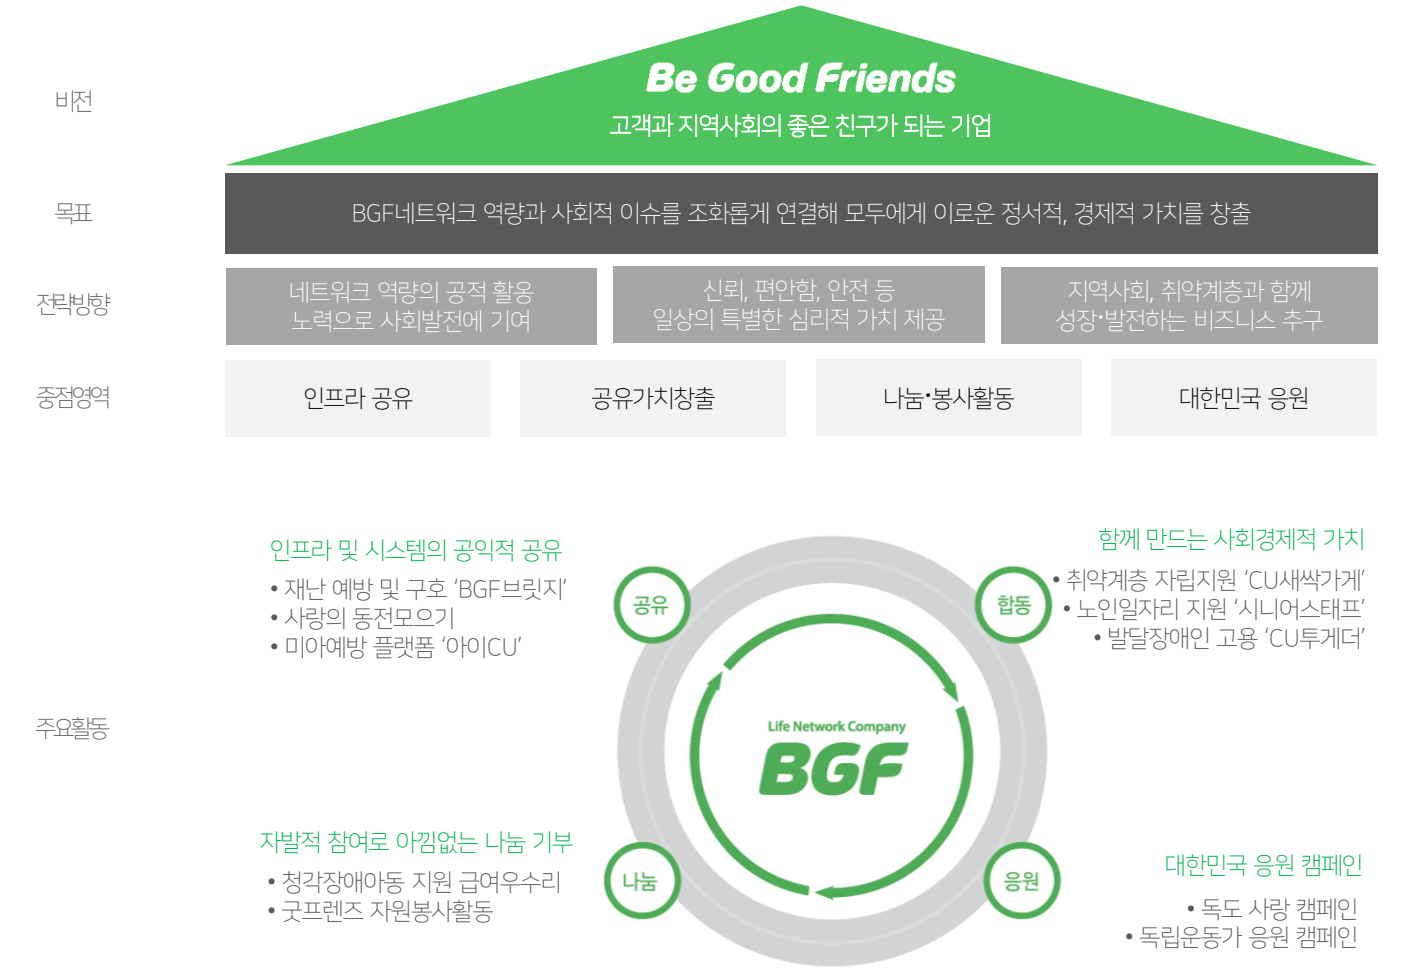 비전
Be Good Friends
고객과 지역사회의 좋은 친구가 되는 기업
목표
BGF네트워크 역량과 사회적 이슈를 조화롭게 연결해 모두에게 이로운 정서적, 경제적 가치를 창출
전략방향
네트워크 역량의 공적 활용
노력으로 사회발전에 기여
신뢰, 편안함, 안전 등
일상의 특별한 심리적 가치 제공
지역사회, 취약계층과 함께
성장•발전하는 비즈니스 추구
중점영역
인프라 공유
공유가치창출
나눔•봉사활동
대한민국 응원
주요활동
인프라 및 시스템의 공익적 공유
• 재난 예방 및 구호 ‘BGF브릿지’
• 사랑의 동전모으기
• 미아예방 플랫폼 ‘아이CU’
공유
합동
함께 만드는 사회경제적 가치
• 취약계층 자립지원 ‘CU새싹가게’
• 노인일자리 지원 ‘시니어스태프’
• 발달장애인 고용 ‘CU투게더’
Life Network Company
BGF
자발적 참여로 아낌없는 나눔 기부
• 청각장애아동 지원 급여우수리
• 굿프렌즈 자원봉사활동
나눔
응원
대한민국 응원 캠페인
• 독도 사랑 캠페인
• 독립운동가 응원 캠페인